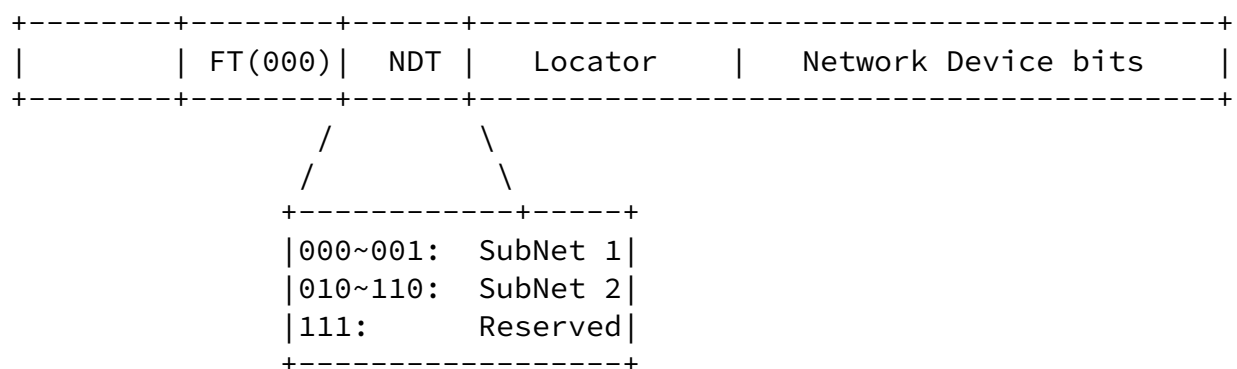 +--------+--------+------+-----------------------------------------+
|        | FT(000)|  NDT |   Locator    |   Network Device bits    |
+--------+--------+------+-----------------------------------------+
/        \
/          \
+------------+-----+
|000~001:  SubNet 1|
|010~110:  SubNet 2|
|111:      Reserved|
+------------------+